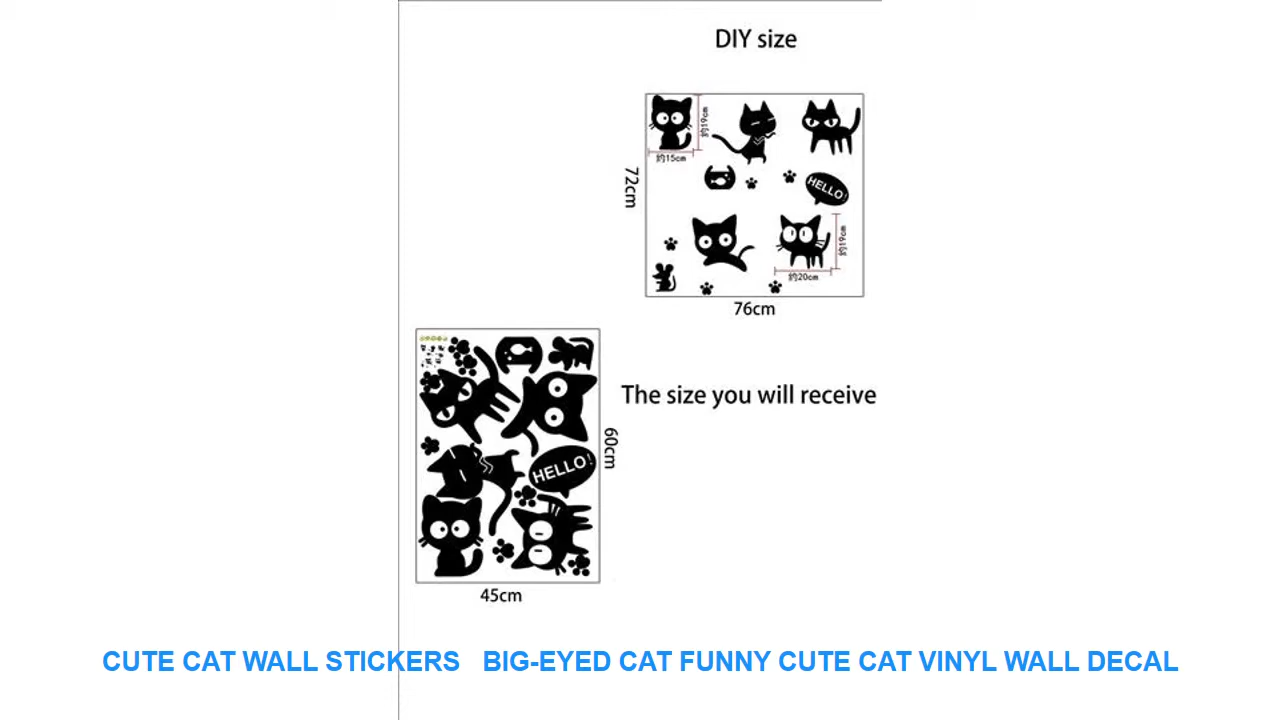 DIY size
约19cm
约15cm
72cm
HELLO!
约19cm
约20cm
76cm
The size you will receive
60cm
HELLO!
45cm
CUTE CAT WALL STICKERS BIG-EYED CAT FUNNY CUTE CAT VINYL WALL DECAL